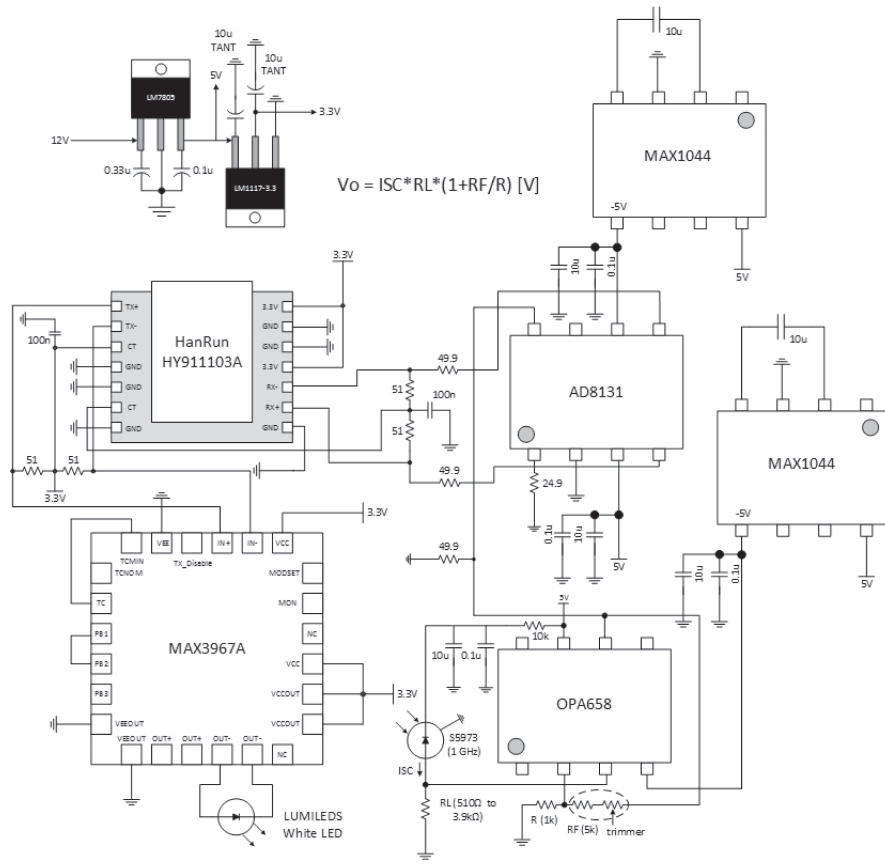 10u
TANT
10u
TANT
5V
LM7805
3.3V
12V
0.33u
0.1u
LM1117-3.3
Vo = ISC*RL*(1+RF/R) [V]
10u
MAX1044
-5V
5V
10u
0.1u
3.3V
TX+
TX-
CT
GND
GND
CT
GND
HanRun
HY911103A
3.3V
GND
GND
3.3V
RX-
RX+
GND
100n
51
51
3.3V
49.9
51
100n
51
49.9
AD8131
24.9
0.1u
10u
5V
10u
MAX1044
-5V
5V
10u
0.1u
49.9
3.3V
TCMIN
TCNOM
VEE
TX_Disable
IN+
IN-
VCC
MODSET
TC
MON
PB1
NC
MAX3967A
PB2
VCC
PB3
VCCOUT
3.3V
VEEOUT
VCCOUT
VEEOUT
OUT+
OUT+
OUT-
OUT-
NC
LUMILEDS
White LED
5V
10k
10u
0.1u
OPA658
S5973
(1 GHz)
ISC
RL (510Ω to
3.9kΩ)
R (1k)
RF (5k)
trimmer